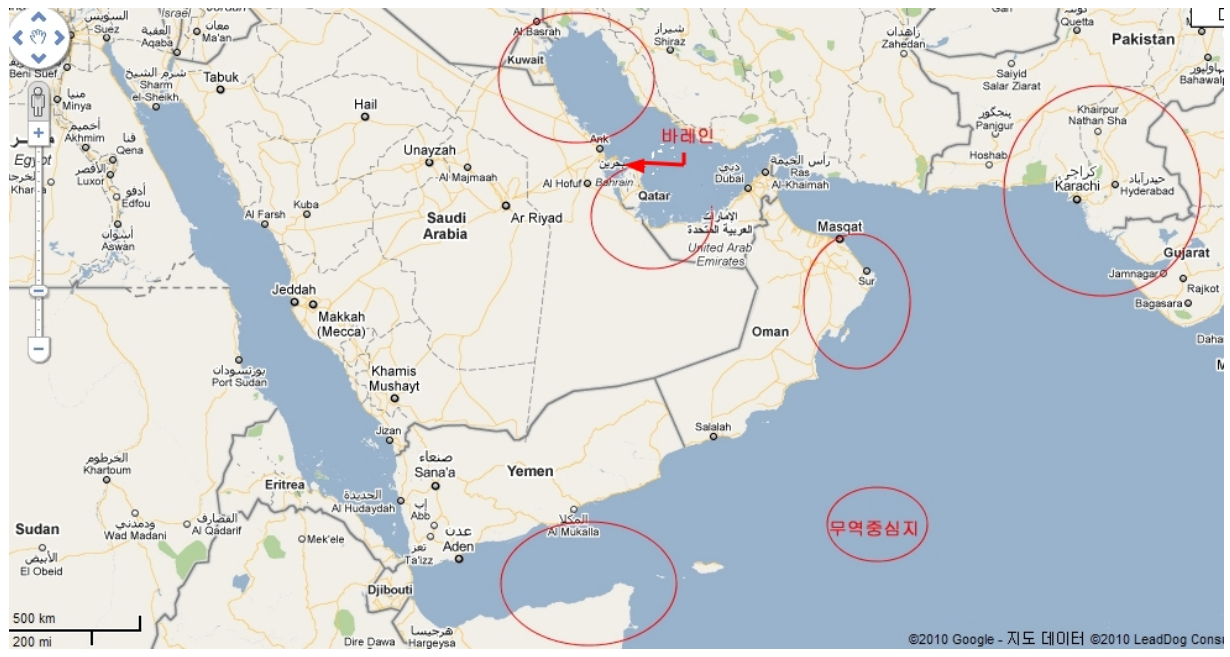 السويس
Suez
العقبة
Aqaba
Israel
معان
Ma'an
Al Basrah
Kuwait
شيراز
Shiraz
زاهدان
Zahedan
Quetta
Pakistan
Beni Suef
شرم الشيخ
Sharm
el-Sheikh
Tabuk
Saiyid
Salar Ziarat
Bahawalp
منيا
Minya
Hail
Khairpur
Nathan Sha
پنجگور
Panjgur
أخميم
Akhmim
قنا
Qena
Ark
바레인
Egypt
الأقصر
Luxor
Unayzah
Al Majmaah
بحرين
Bahrain
Al Hofuf
دبي
Dubai
رأس الخيمة
Ras
Al-Khaimah
Hoshab
كراچی
Karachi
حیدرآباد
Hyderabad
أدفو
Edfou
Kuba
Al Farsh
Saudi
Arabia
Ar Riyad
Qatar
الإمارات
العربية المتحدة
United Arab
Emirates
Masqat
أسوان
Aswan
Sur
Gujarat
Jamnagar
Rajkot
Bagasara
Jeddah
Makkah
(Mecca)
Oman
Daha
بورتسودان
Port Sudan
Khamis
Mushayt
Jizan
Salalah
الخرطوم
Khartoum
صنعاء
Sana'a
Yemen
Eritrea
الحديدة
Al Hudaydah
إب
Abb
المكلا
Al Mukalla
무역중심지
Sudan
ودمدني
Wad Madani
القضارف
Al Qadarif
Mek'ele
تعز
Ta'izz
عدن
Aden
الأبيض
El Obeid
Djibouti
500 km
200 mi
Dire Dawa
هرجيسا
Hargeysa
©2010 Google - 지도 데이터 ©2010 LeadDog Consu